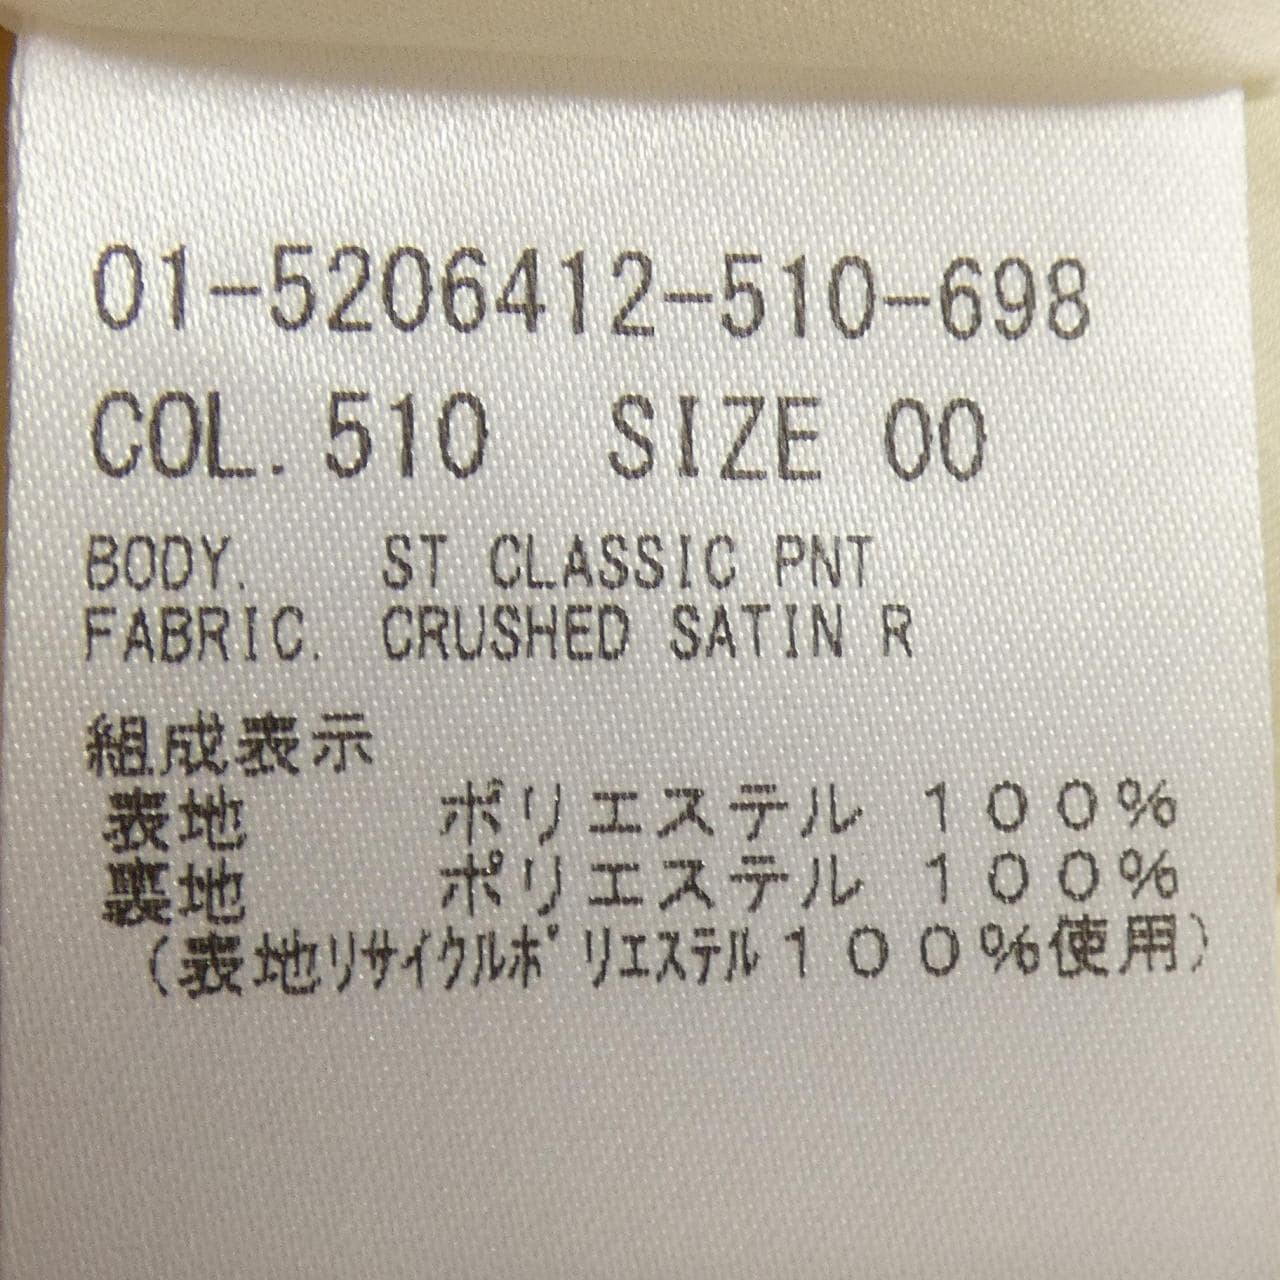 01-5206412-510-698
COL. 510 SIZE 00
BODY. ST CLASSIC PNT
FABRIC. CRUSHED SATIN R
組成表示
表地 ポリエステル 100%
裏地 ポリエステル 100%
(表地リサイクルポリエステル100%使用)